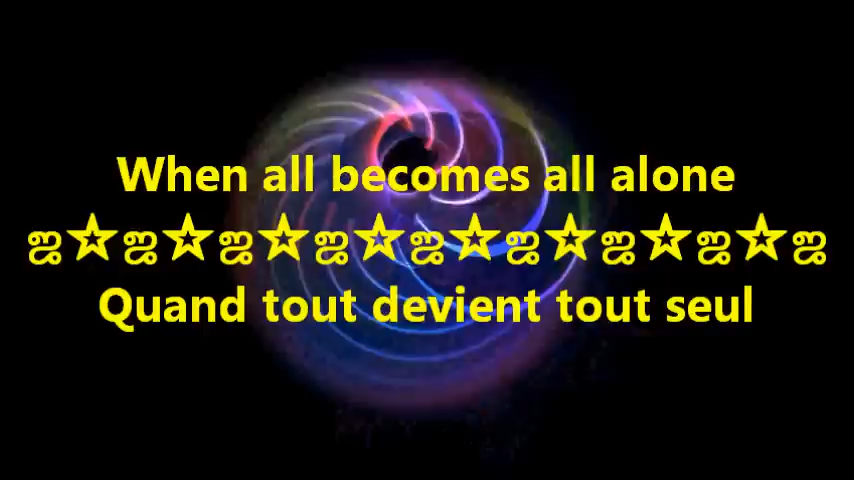 When all becomes all alone
ஜ☆ஜ☆ஜ☆ஜ☆ஜ☆ஜ☆ஜ☆ஜ☆ஜ
Quand tout devient tout seul